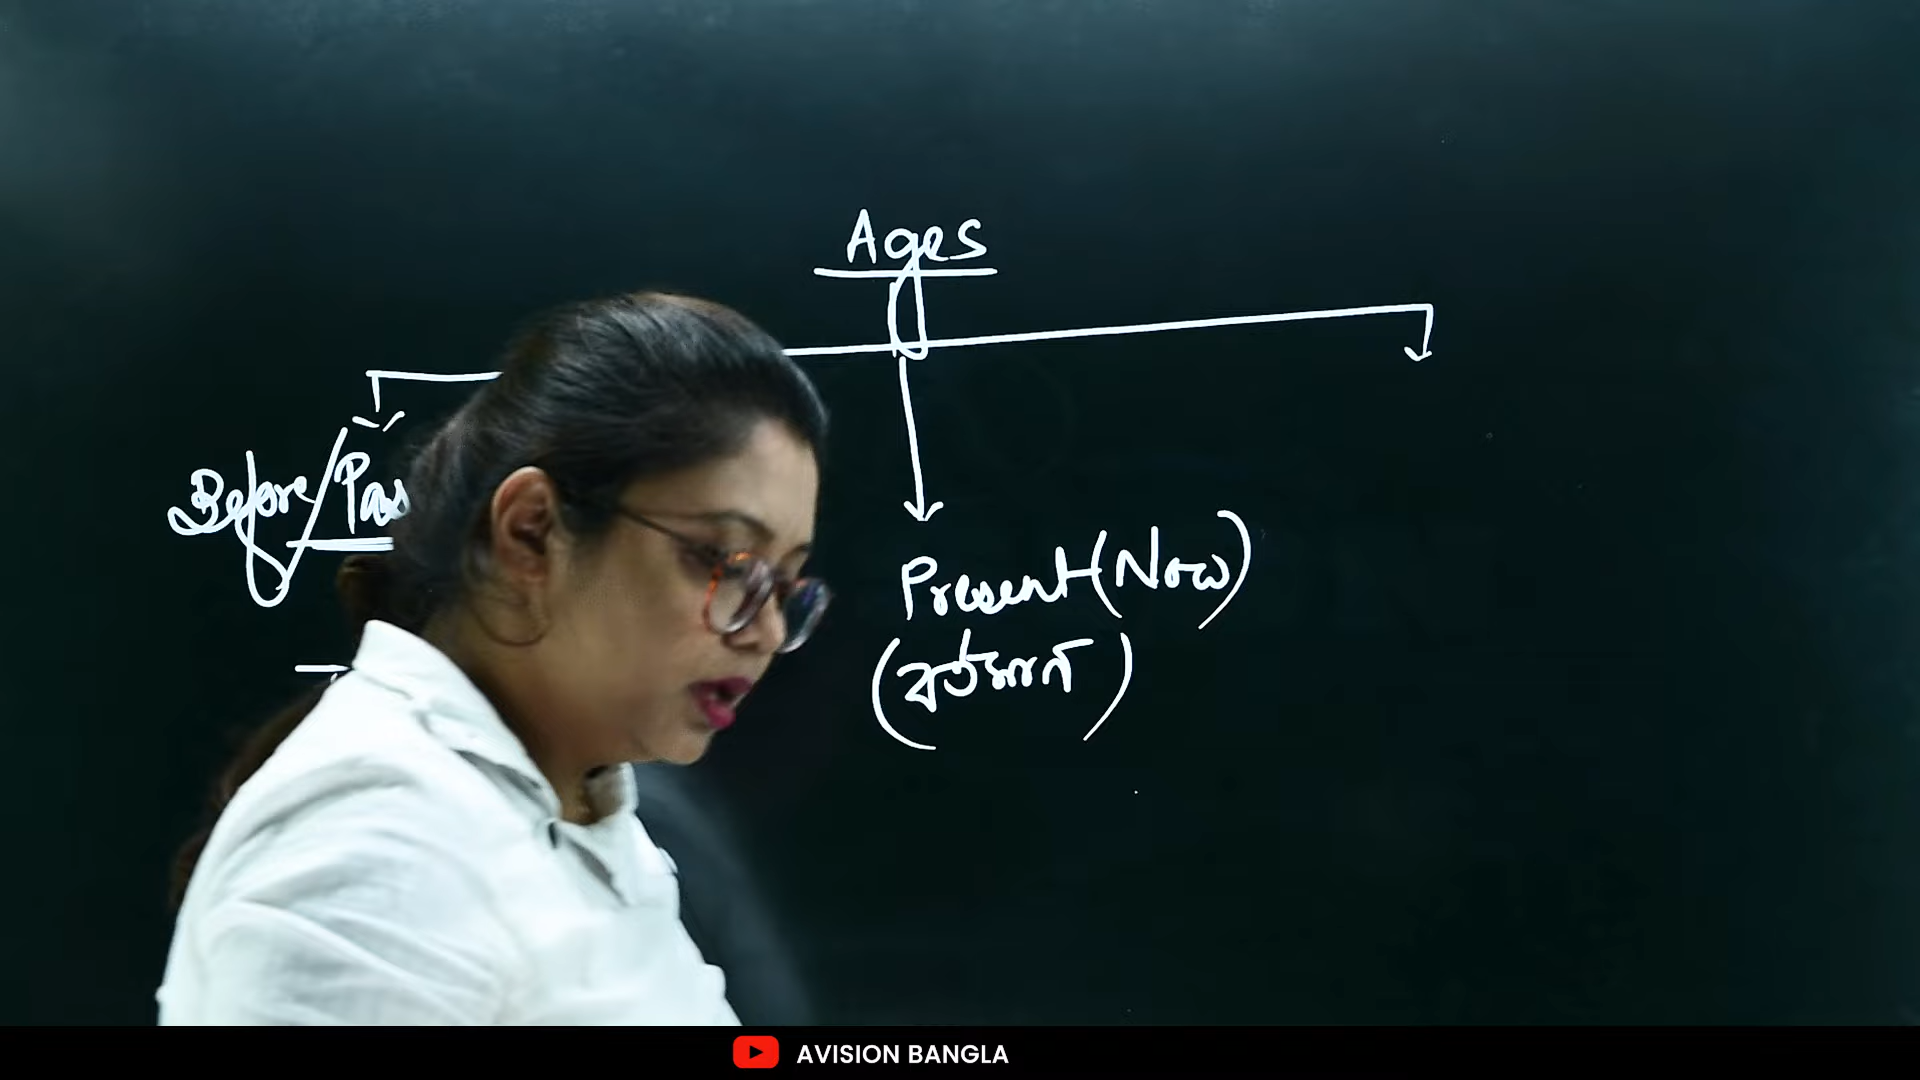 Ages
Before/Pas
Present (Now)
(বর্তমান)
AVISION BANGLA